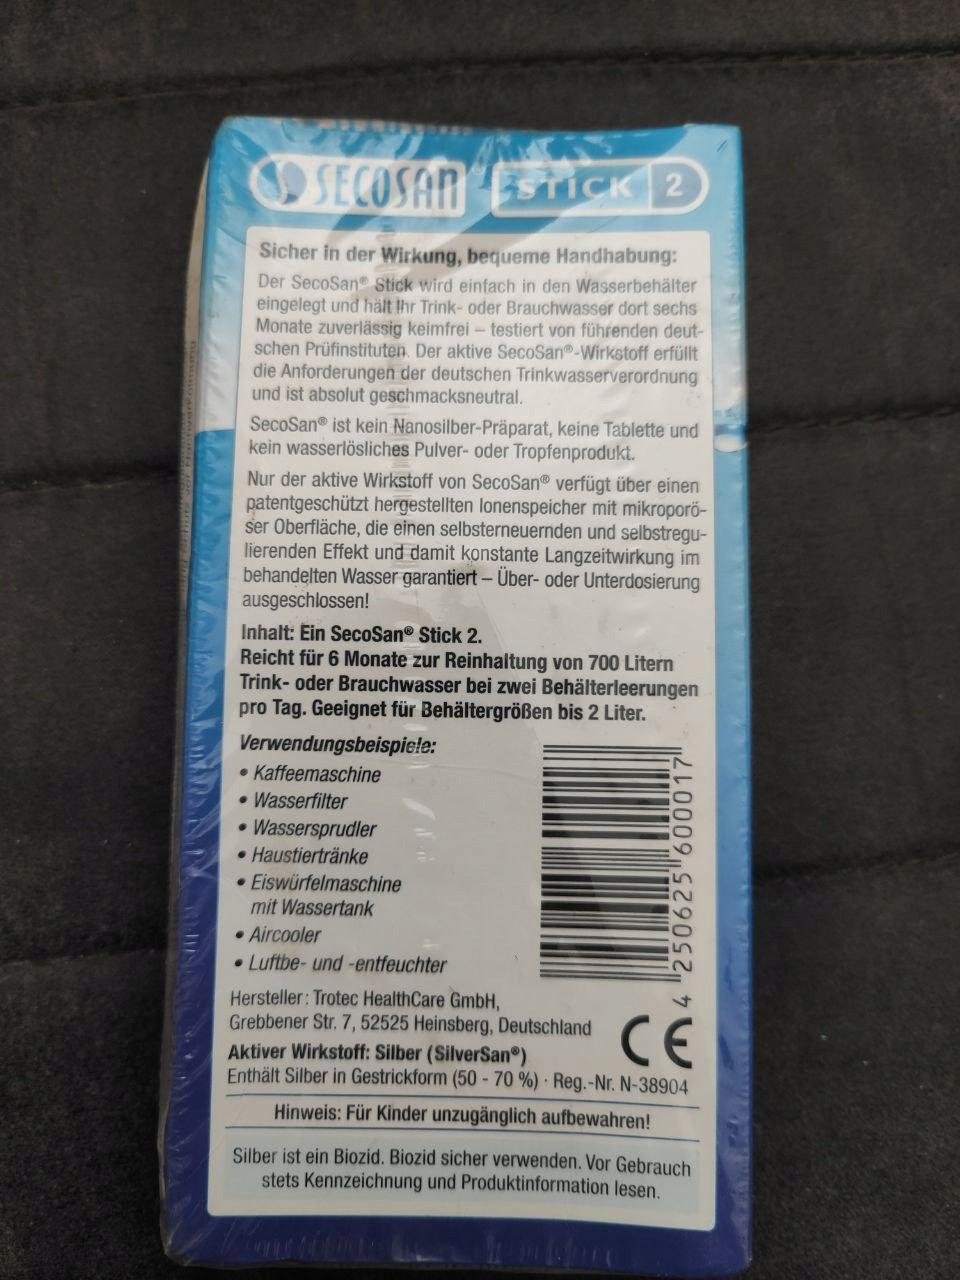 SECOSAN® STICK 2
Sicher in der Wirkung, bequeme Handhabung:
Der SecoSan® Stick wird einfach in den Wasserbehälter
eingelegt und hält Ihr Trink- oder Brauchwasser dort sechs
Monate zuverlässig keimfrei – testiert von führenden deut-
schen Prüfinstituten. Der aktive SecoSan®-Wirkstoff erfüllt
die Anforderungen der deutschen Trinkwasserverordnung
und ist absolut geschmacksneutral.
SecoSan® ist kein Nanosilber-Präparat, keine Tablette und
kein wasserlösliches Pulver- oder Tropfenprodukt.
Nur der aktive Wirkstoff von SecoSan® verfügt über einen
patentgeschützt hergestellten Ionenspeicher mit mikroporö-
ser Oberfläche, die einen selbsterneuernden und selbstregu-
lierenden Effekt und damit konstante Langzeitwirkung im
behandelten Wasser garantiert – Über- oder Unterdosierung
ausgeschlossen!
Inhalt: Ein SecoSan® Stick 2.
Reicht für 6 Monate zur Reinhaltung von 700 Litern
Trink- oder Brauchwasser bei zwei Behälterleerungen
pro Tag. Geeignet für Behältergrößen bis 2 Liter.
Verwendungsbeispiele:
• Kaffeemaschine
• Wasserfilter
• Wassersprudler
• Haustiertränke
• Eiswürfelmaschine
mit Wassertank
• Aircooler
• Luftbe- und -entfeuchter
4 250625 600017
Hersteller: Trotec HealthCare GmbH,
Grebbener Str. 7, 52525 Heinsberg, Deutschland
CE
Aktiver Wirkstoff: Silber (SilverSan®)
Enthält Silber in Gestrickform (50 - 70 %) · Reg.-Nr. N-38904
Hinweis: Für Kinder unzugänglich aufbewahren!
Silber ist ein Biozid. Biozid sicher verwenden. Vor Gebrauch
stets Kennzeichnung und Produktinformation lesen.